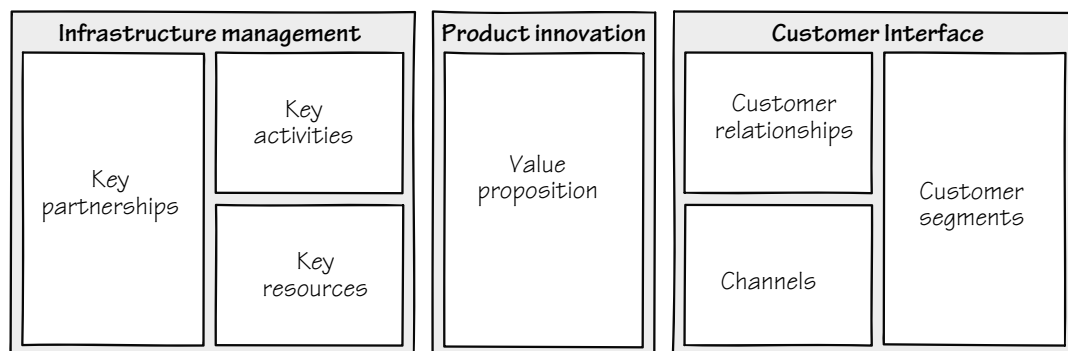 Infrastructure management
Key
partnerships
Key
activities
Key
resources
Product innovation
Value
proposition
Customer Interface
Customer
relationships
Channels
Customer
segments